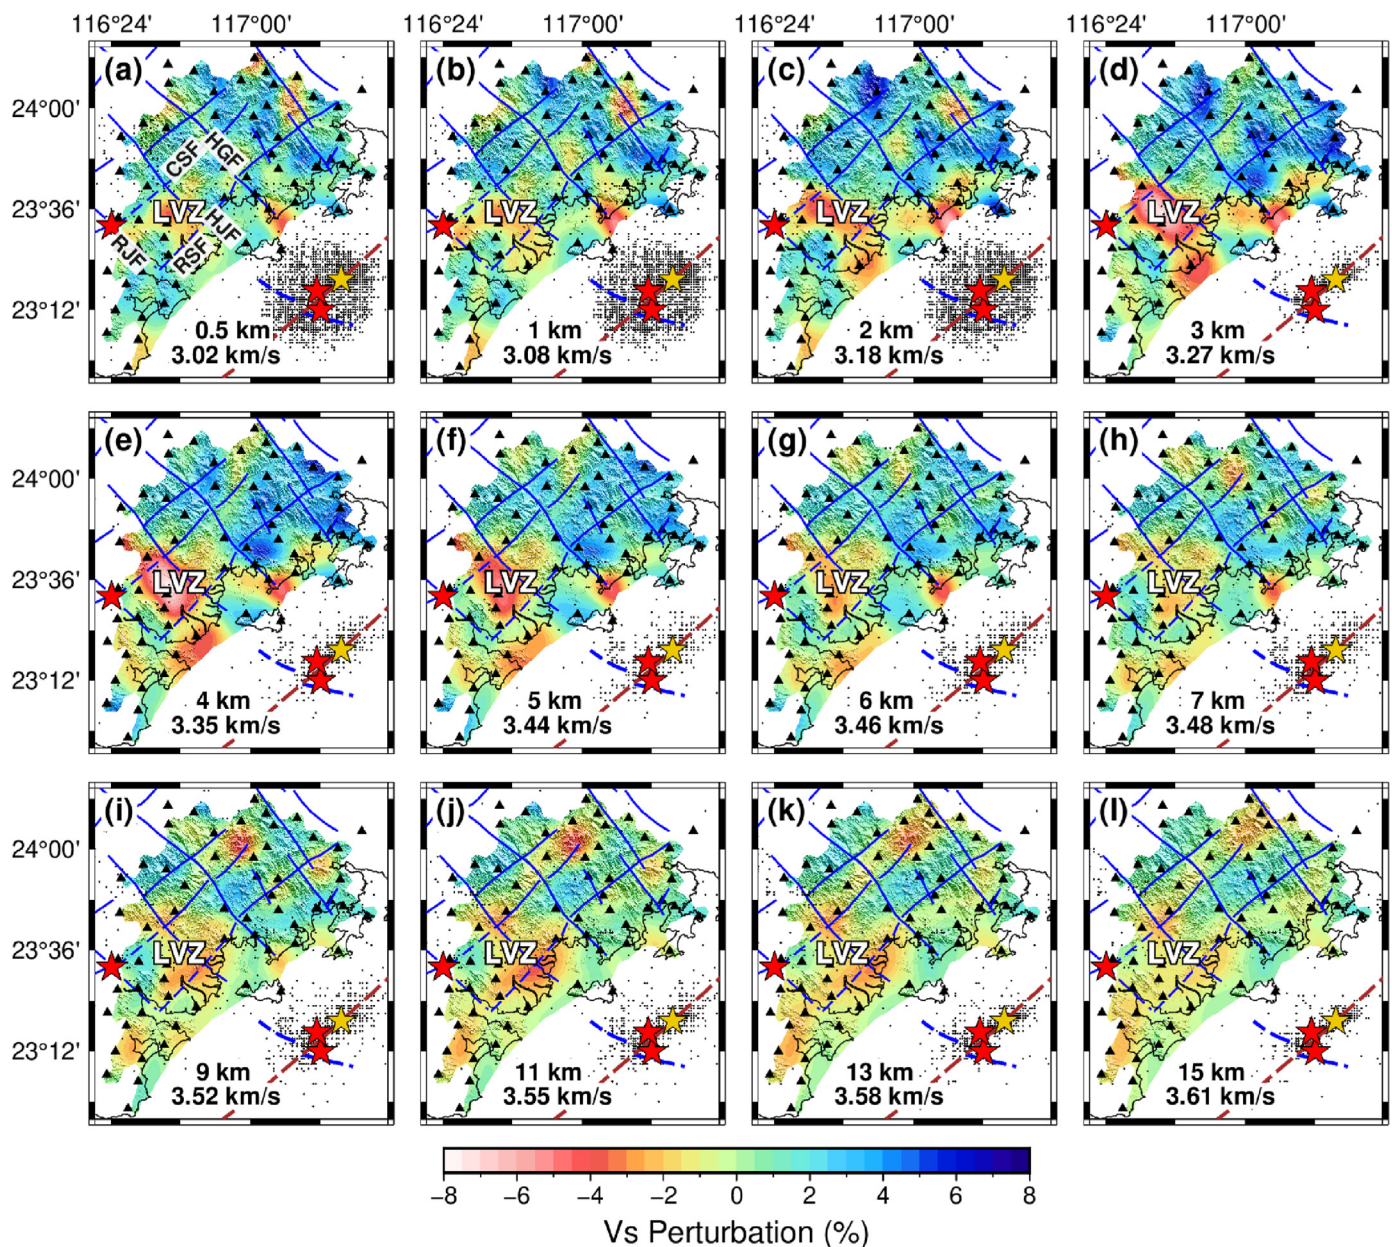 116°24' 117°00' 116°24' 117°00' 116°24' 117°00' 116°24' 117°00'
(a) (b) (c) (d)
24°00'
CSF HGF
23°36'
LVZ LVZ LVZ LVZ
HJF
RJF RSF
23°12'
0.5 km 1 km 2 km 3 km
3.02 km/s 3.08 km/s 3.18 km/s 3.27 km/s
(e) (f) (g) (h)
24°00'
23°36'
LVZ LVZ LVZ LVZ
23°12'
4 km 5 km 6 km 7 km
3.35 km/s 3.44 km/s 3.46 km/s 3.48 km/s
(i) (j) (k) (l)
24°00'
23°36'
LVZ LVZ LVZ LVZ
23°12'
9 km 11 km 13 km 15 km
3.52 km/s 3.55 km/s 3.58 km/s 3.61 km/s
−8 −6 −4 −2 0 2 4 6 8
Vs Perturbation (%)